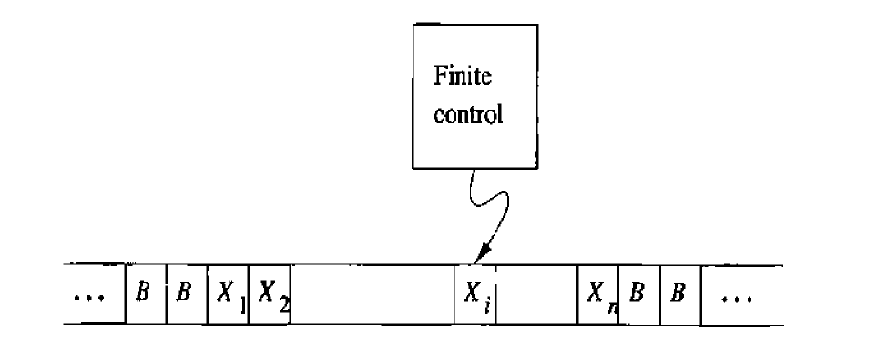 Finite
control
... B B X1 X2 Xi Xn B B ...